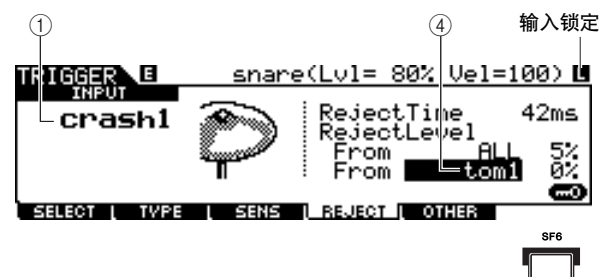 ① ④ 输入锁定
TRIGGER E snare(Lvl= 80% Vel=100) L
INPUT
crash1
RejectTime 42ms
RejectLevel
From ALL 5%
From tom1 0%
SELECT TYPE SENS REJECT OTHER
SF6